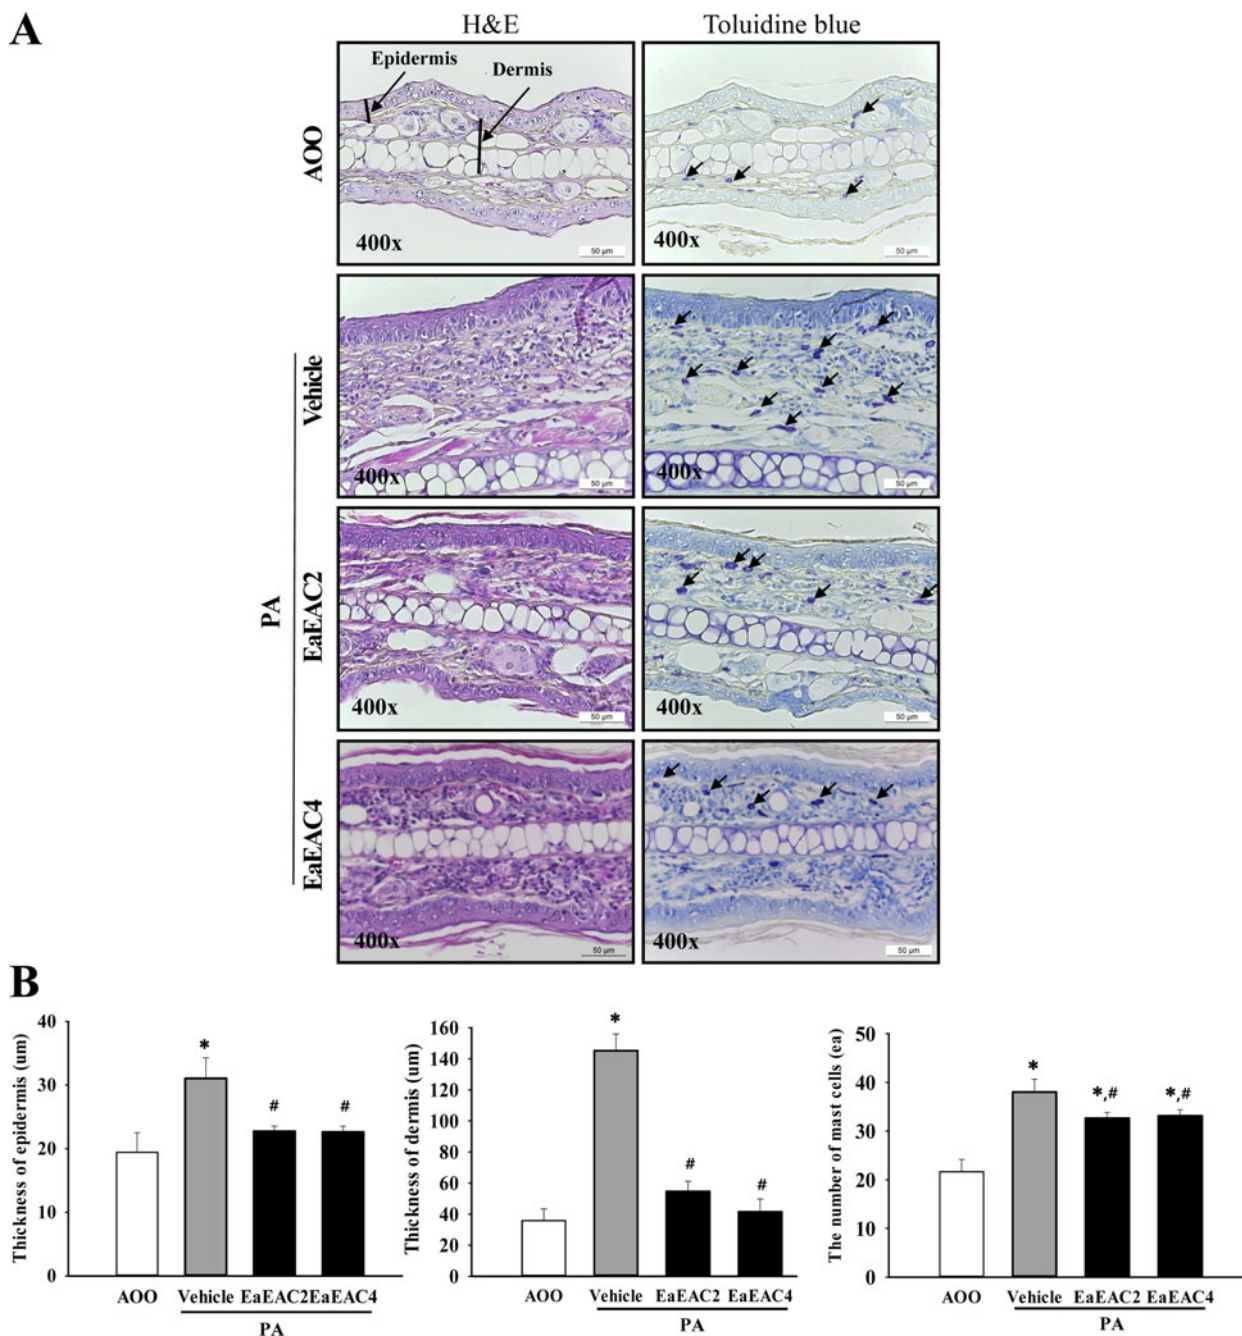 A
H&E
Toluidine blue
AOO
Epidermis
Dermis
400x
50 µm
400x
50 µm
PA
Vehicle
400x
50 µm
400x
50 µm
EaEAC2
400x
50 µm
400x
50 µm
EaEAC4
400x
50 µm
400x
50 µm
B
Thickness of epidermis (um)
40
30
20
10
0
*
#
#
AOO
Vehicle
EaEAC2
EaEAC4
PA
Thickness of dermis (um)
160
140
120
100
80
60
40
20
0
*
#
#
AOO
Vehicle
EaEAC2
EaEAC4
PA
The number of mast cells (ea)
50
40
30
20
10
0
*
*,#
*,#
AOO
Vehicle
EaEAC2
EaEAC4
PA